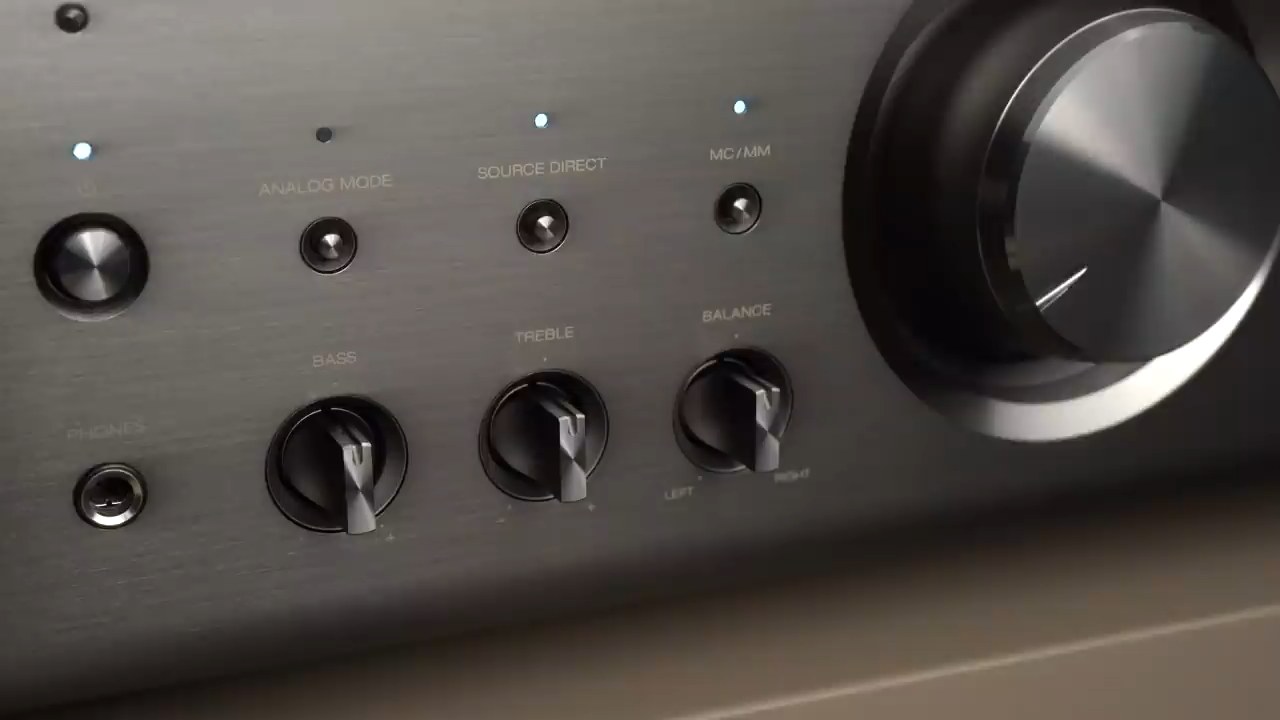 ANALOG MODE
SOURCE DIRECT
MC/MM
BASS
TREBLE
BALANCE
PHONES
- +
LEFT
RIGHT
+